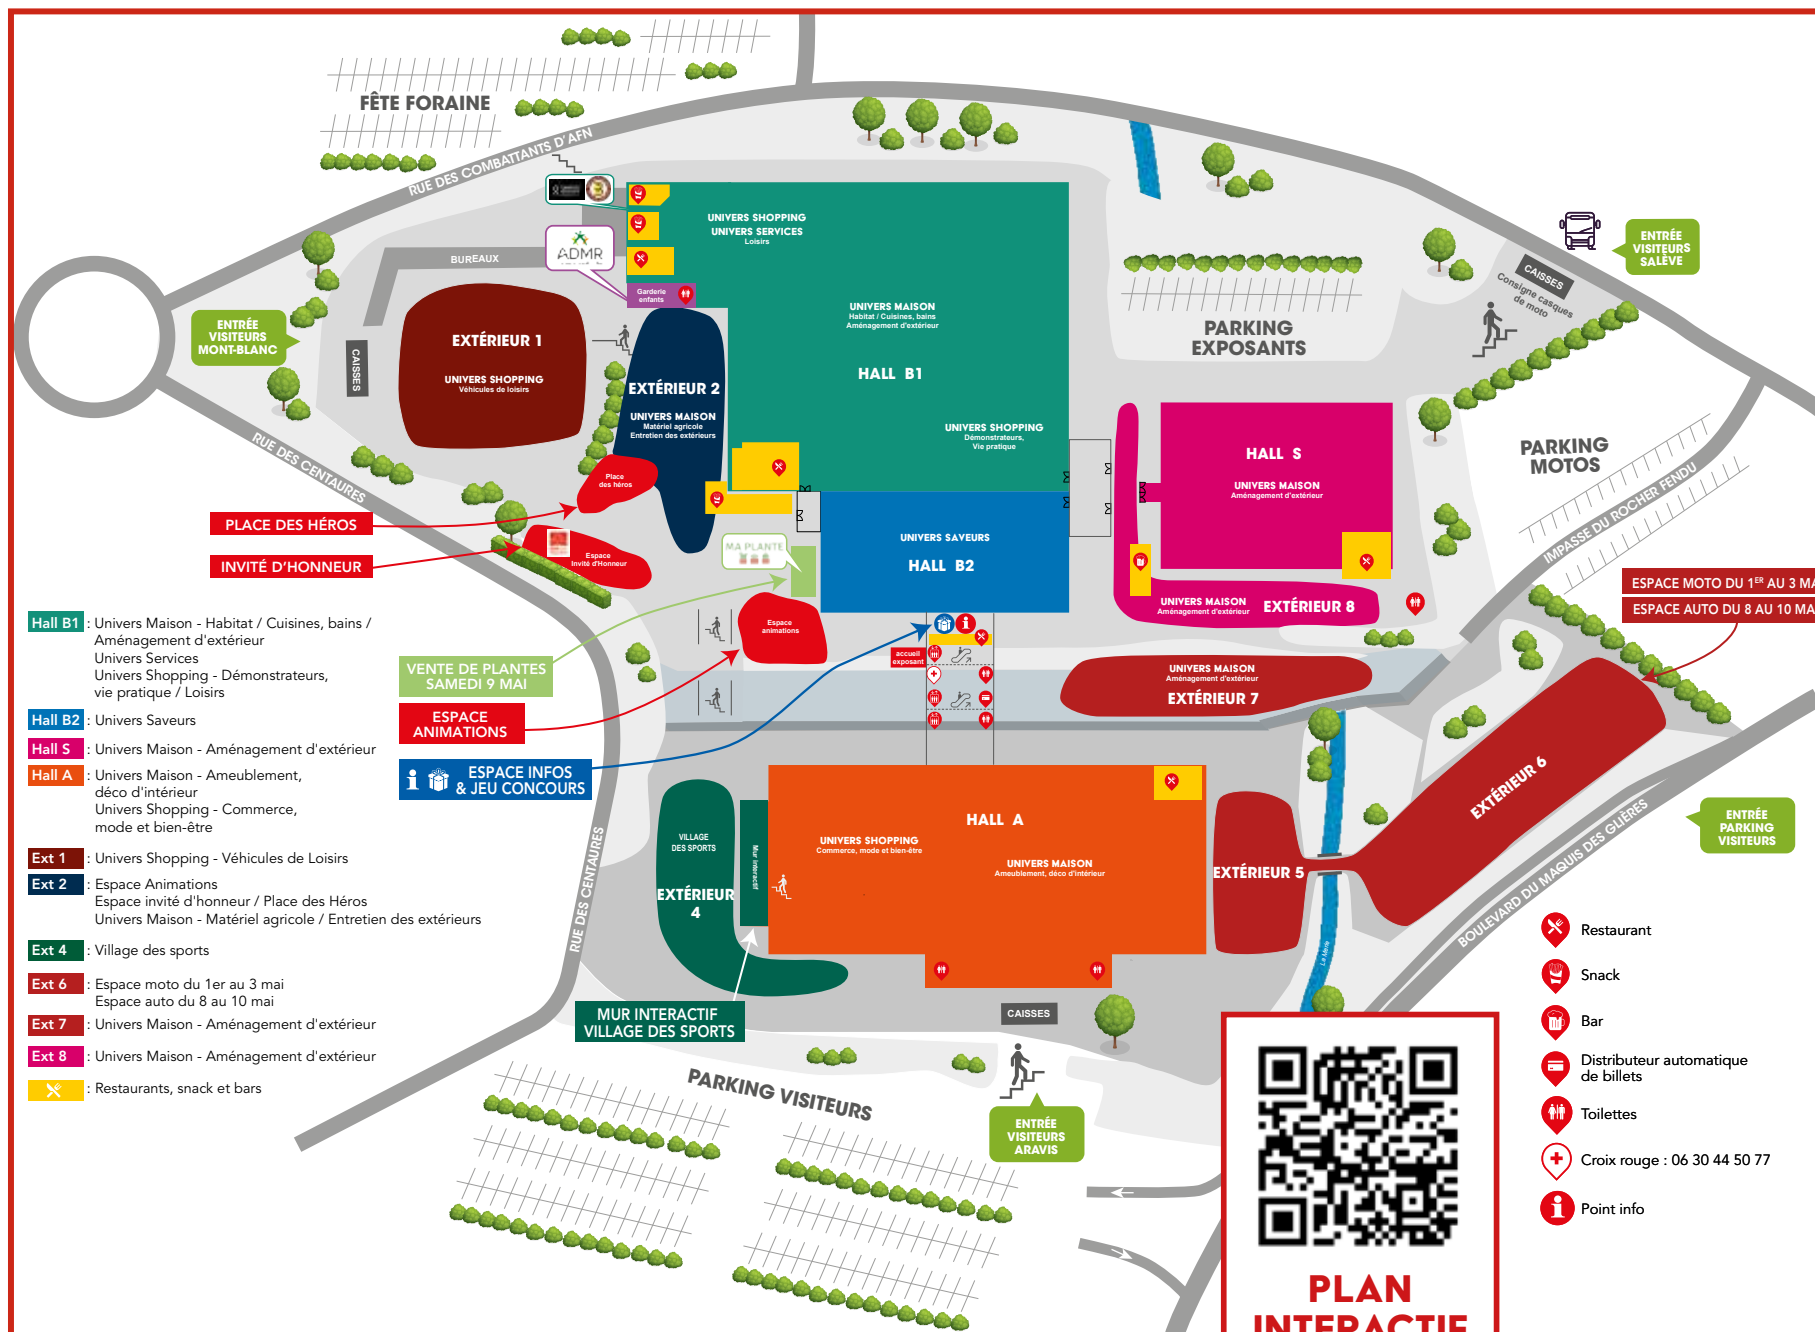 FÊTE FORAINE
RUE DES COMBATTANTS D'AFN
ADMR
BUREAUX
UNIVERS SHOPPING
UNIVERS SERVICES
Loisirs
Garderie
enfants
UNIVERS MAISON
Habitat / Cuisines, bains
Aménagement d'extérieur
HALL B1
UNIVERS SHOPPING
Démonstrateurs,
Vie pratique
ENTRÉE
VISITEURS
SALÈVE
CAISSES
Consigne casques
de moto
PARKING
EXPOSANTS
ENTRÉE
VISITEURS
MONT-BLANC
CAISSES
EXTÉRIEUR 1
UNIVERS SHOPPING
Véhicules de loisirs
EXTÉRIEUR 2
UNIVERS MAISON
Matériel agricole
Entretien des extérieurs
HALL S
UNIVERS MAISON
Aménagement d'extérieur
PARKING
MOTOS
IMPASSE DU ROCHER FENDU
RUE DES CENTAURES
Place
des héros
PLACE DES HÉROS
INVITÉ D'HONNEUR
Espace
Invité d'Honneur
MA PLANTE
UNIVERS SAVEURS
HALL B2
UNIVERS MAISON
Aménagement d'extérieur
EXTÉRIEUR 8
ESPACE MOTO DU 1ER AU 3 MA
ESPACE AUTO DU 8 AU 10 MA
Espace
animations
accueil
exposant
VENTE DE PLANTES
SAMEDI 9 MAI
ESPACE
ANIMATIONS
ESPACE INFOS
& JEU CONCOURS
UNIVERS MAISON
Aménagement d'extérieur
EXTÉRIEUR 7
Hall B1 : Univers Maison - Habitat / Cuisines, bains /
Aménagement d'extérieur
Univers Services
Univers Shopping - Démonstrateurs,
vie pratique / Loisirs
Hall B2 : Univers Saveurs
Hall S : Univers Maison - Aménagement d'extérieur
Hall A : Univers Maison - Ameublement,
déco d'intérieur
Univers Shopping - Commerce,
mode et bien-être
Ext 1 : Univers Shopping - Véhicules de Loisirs
Ext 2 : Espace Animations
Espace invité d'honneur / Place des Héros
Univers Maison - Matériel agricole / Entretien des extérieurs
Ext 4 : Village des sports
Ext 6 : Espace moto du 1er au 3 mai
Espace auto du 8 au 10 mai
Ext 7 : Univers Maison - Aménagement d'extérieur
Ext 8 : Univers Maison - Aménagement d'extérieur
: Restaurants, snack et bars
RUE DES CENTAURES
VILLAGE
DES SPORTS
EXTÉRIEUR
4
Mur interactif
HALL A
UNIVERS SHOPPING
Commerce, mode et bien-être
UNIVERS MAISON
Ameublement, déco d'intérieur
EXTÉRIEUR 5
EXTÉRIEUR 6
BOULEVARD DU MAQUIS DES GLIÈRES
ENTRÉE
PARKING
VISITEURS
MUR INTERACTIF
VILLAGE DES SPORTS
CAISSES
PARKING VISITEURS
ENTRÉE
VISITEURS
ARAVIS
Restaurant
Snack
Bar
Distributeur automatique
de billets
Toilettes
Croix rouge : 06 30 44 50 77
Point info
PLAN
INTERACTIF